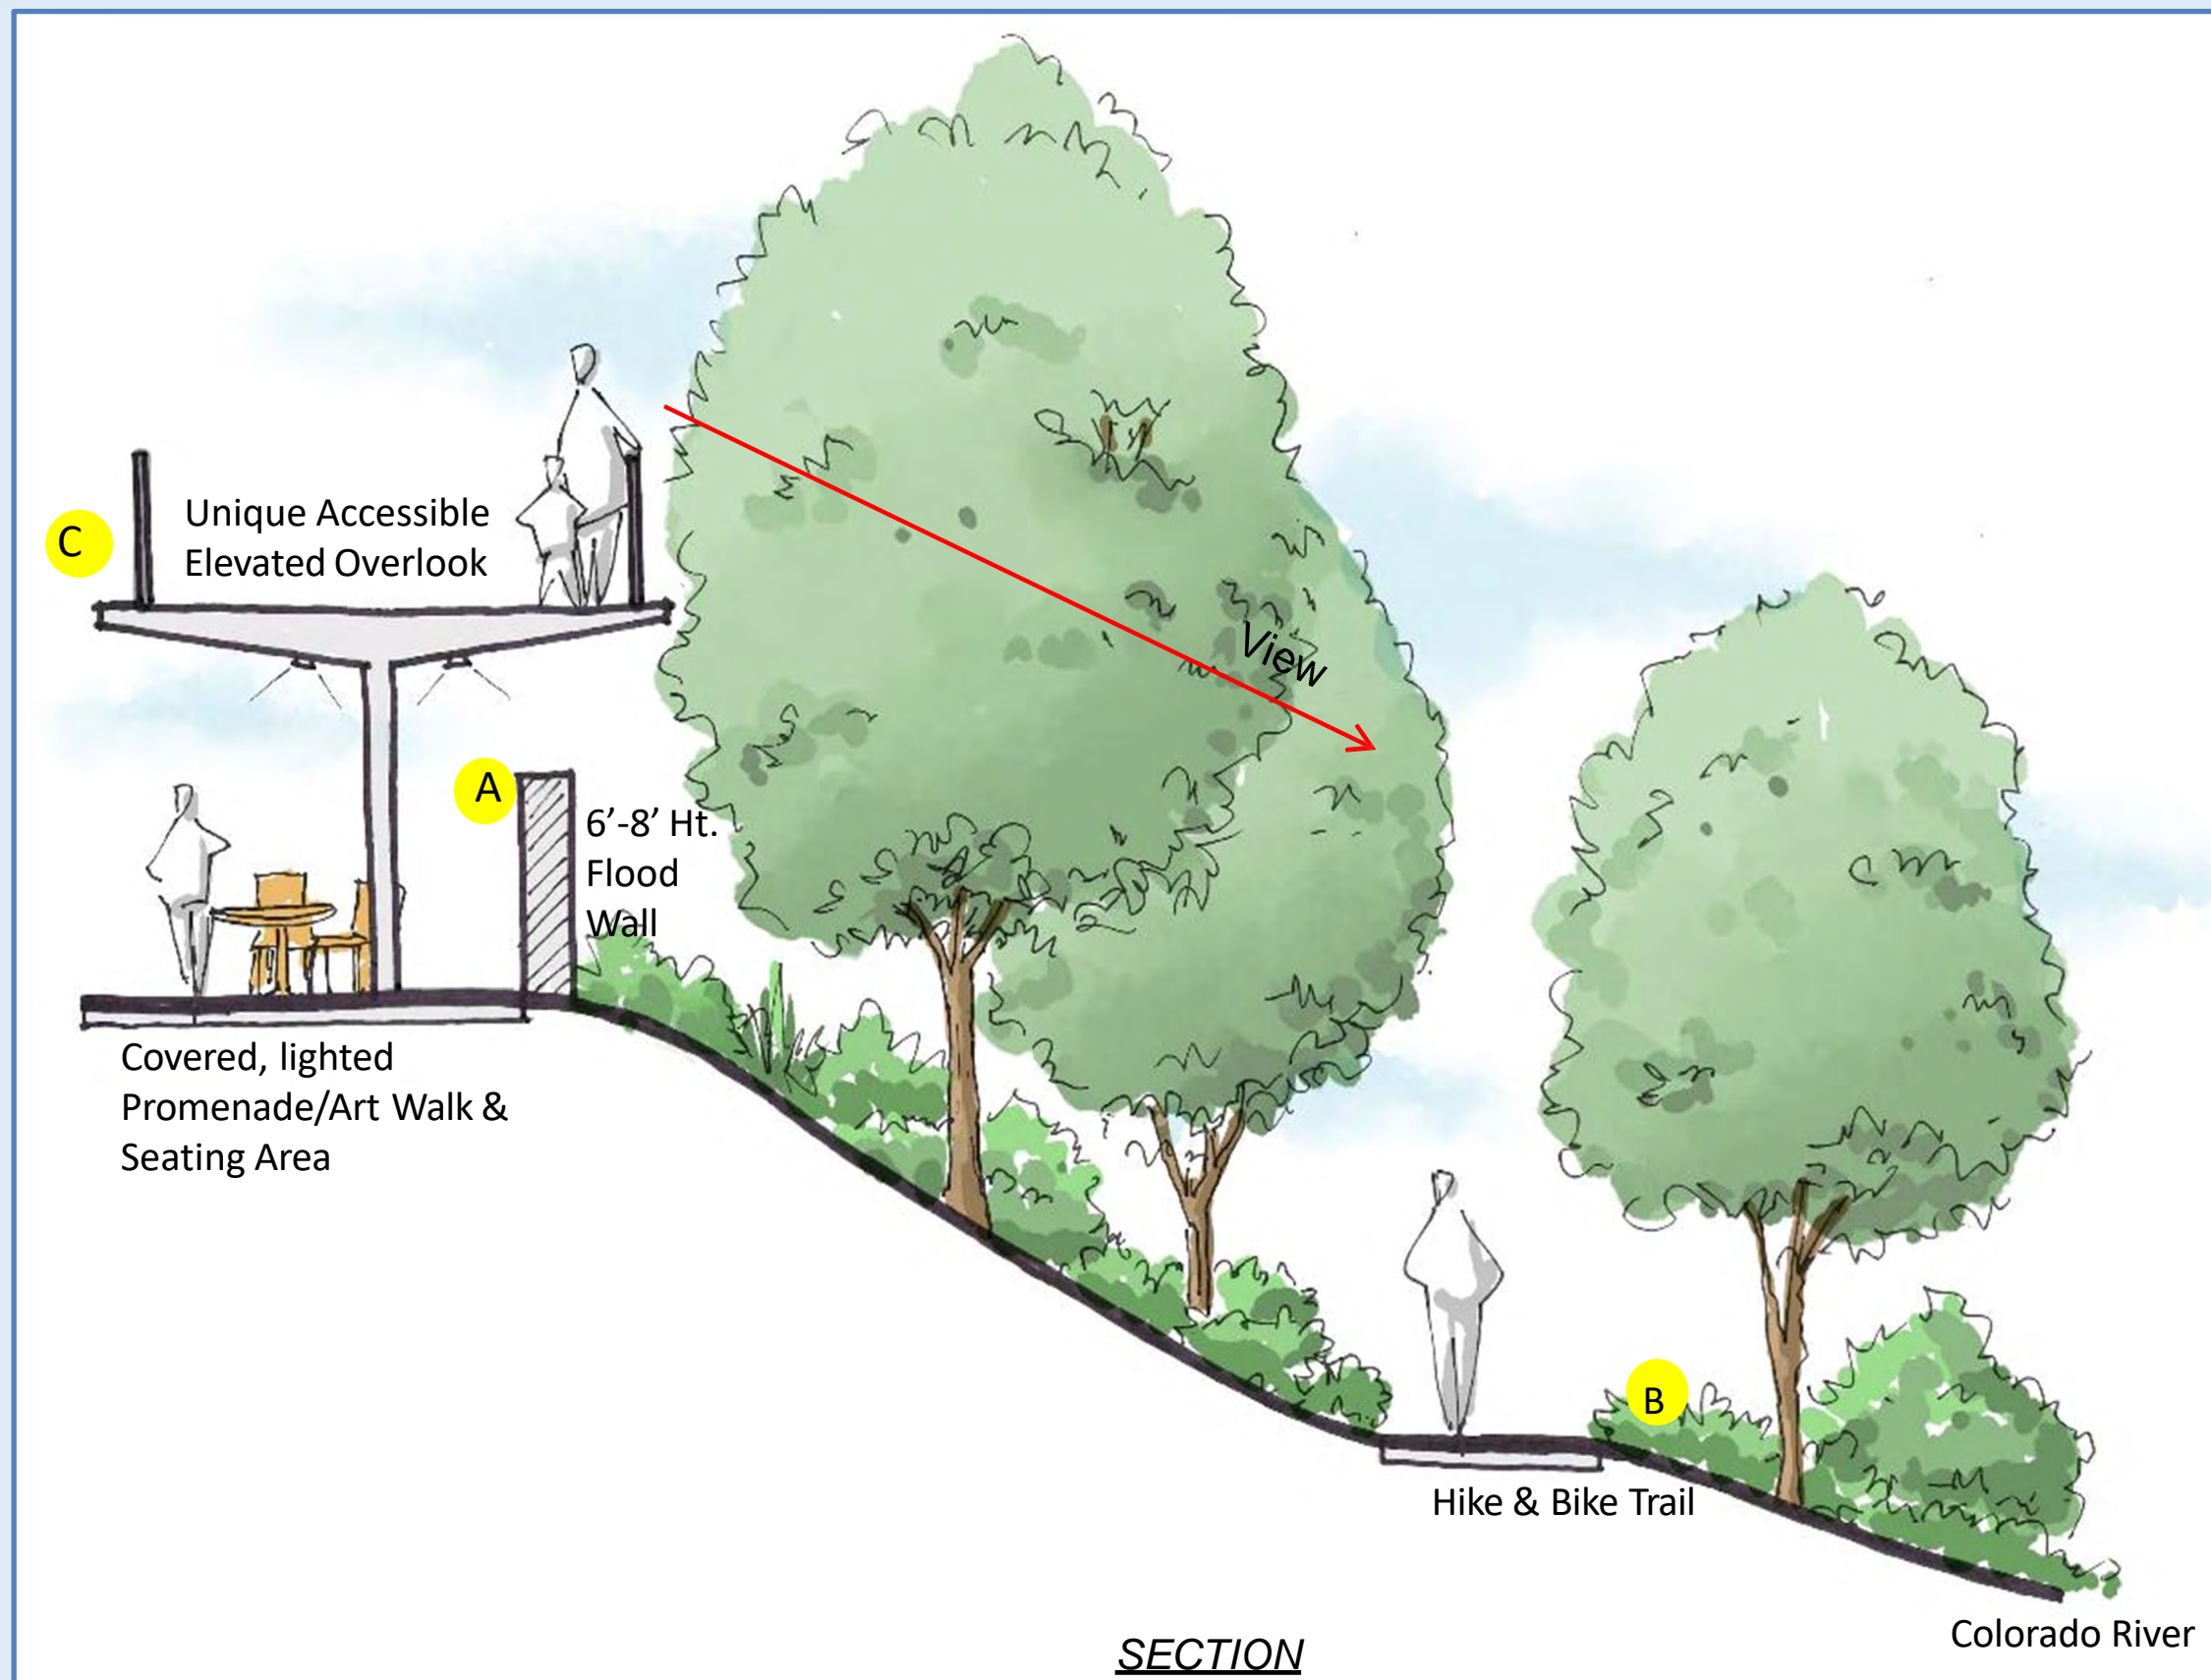 C
Unique Accessible
Elevated Overlook
View
A
6’-8’ Ht.
Flood
Wall
Covered, lighted
Promenade/Art Walk &
Seating Area
B
Hike & Bike Trail
Colorado River
SECTION